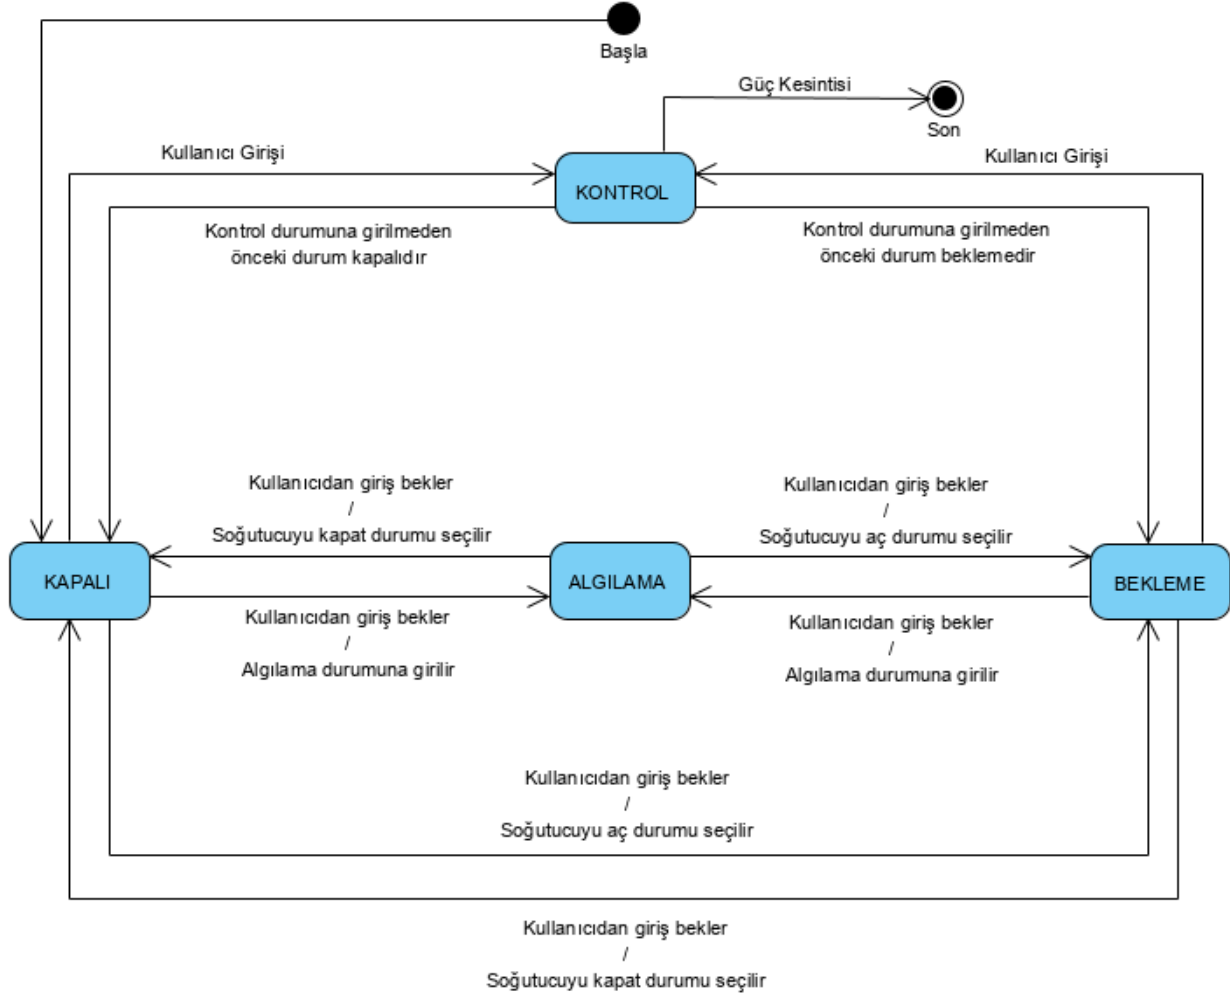 Başla
Güç Kesintisi
Son
Kullanıcı Girişi
Kullanıcı Girişi
KONTROL
Kontrol durumuna girilmeden
önceki durum kapalıdır
Kontrol durumuna girilmeden
önceki durum beklemedir
Kullanıcıdan giriş bekler
/
Soğutucuyu kapat durumu seçilir
Kullanıcıdan giriş bekler
/
Soğutucuyu aç durumu seçilir
KAPALI
ALGILAMA
BEKLEME
Kullanıcıdan giriş bekler
/
Algılama durumuna girilir
Kullanıcıdan giriş bekler
/
Algılama durumuna girilir
Kullanıcıdan giriş bekler
/
Soğutucuyu aç durumu seçilir
Kullanıcıdan giriş bekler
/
Soğutucuyu kapat durumu seçilir